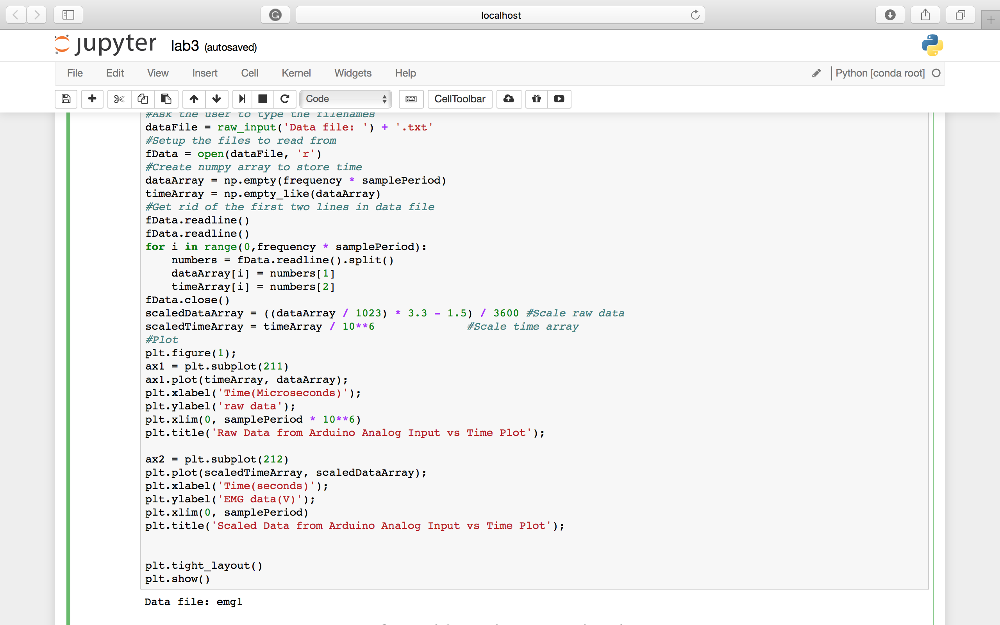 localhost
jupyter lab3 (autosaved)
File Edit View Insert Cell Kernel Widgets Help Python [conda root]
Code CellToolbar
#Ask the user to type the filenames
dataFile = raw_input('Data file: ') + '.txt'
#Setup the files to read from
fData = open(dataFile, 'r')
#Create numpy array to store time
dataArray = np.empty(frequency * samplePeriod)
timeArray = np.empty_like(dataArray)
#Get rid of the first two lines in data file
fData.readline()
fData.readline()
for i in range(0,frequency * samplePeriod):
    numbers = fData.readline().split()
    dataArray[i] = numbers[1]
    timeArray[i] = numbers[2]
fData.close()
scaledDataArray = ((dataArray / 1023) * 3.3 - 1.5) / 3600 #Scale raw data
scaledTimeArray = timeArray / 10**6              #Scale time array
#Plot
plt.figure(1);
ax1 = plt.subplot(211)
ax1.plot(timeArray, dataArray);
plt.xlabel('Time(Microseconds)');
plt.ylabel('raw data');
plt.xlim(0, samplePeriod * 10**6)
plt.title('Raw Data from Arduino Analog Input vs Time Plot');
ax2 = plt.subplot(212)
plt.plot(scaledTimeArray, scaledDataArray);
plt.xlabel('Time(seconds)');
plt.ylabel('EMG data(V)');
plt.xlim(0, samplePeriod)
plt.title('Scaled Data from Arduino Analog Input vs Time Plot');
plt.tight_layout()
plt.show()
Data file: emg1